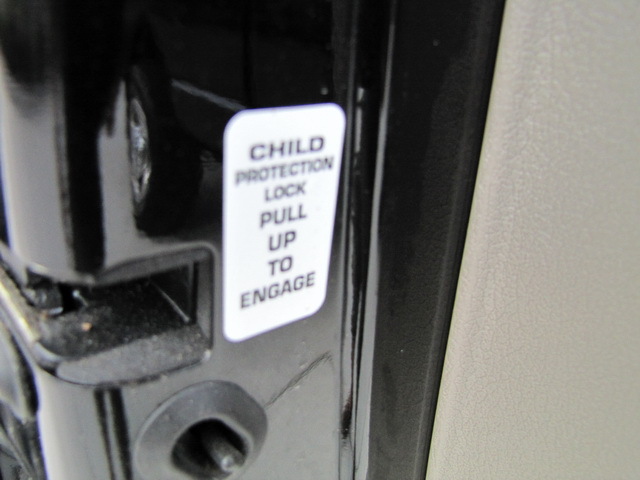 CHILD
PROTECTION
LOCK
PULL
UP
TO
ENGAGE